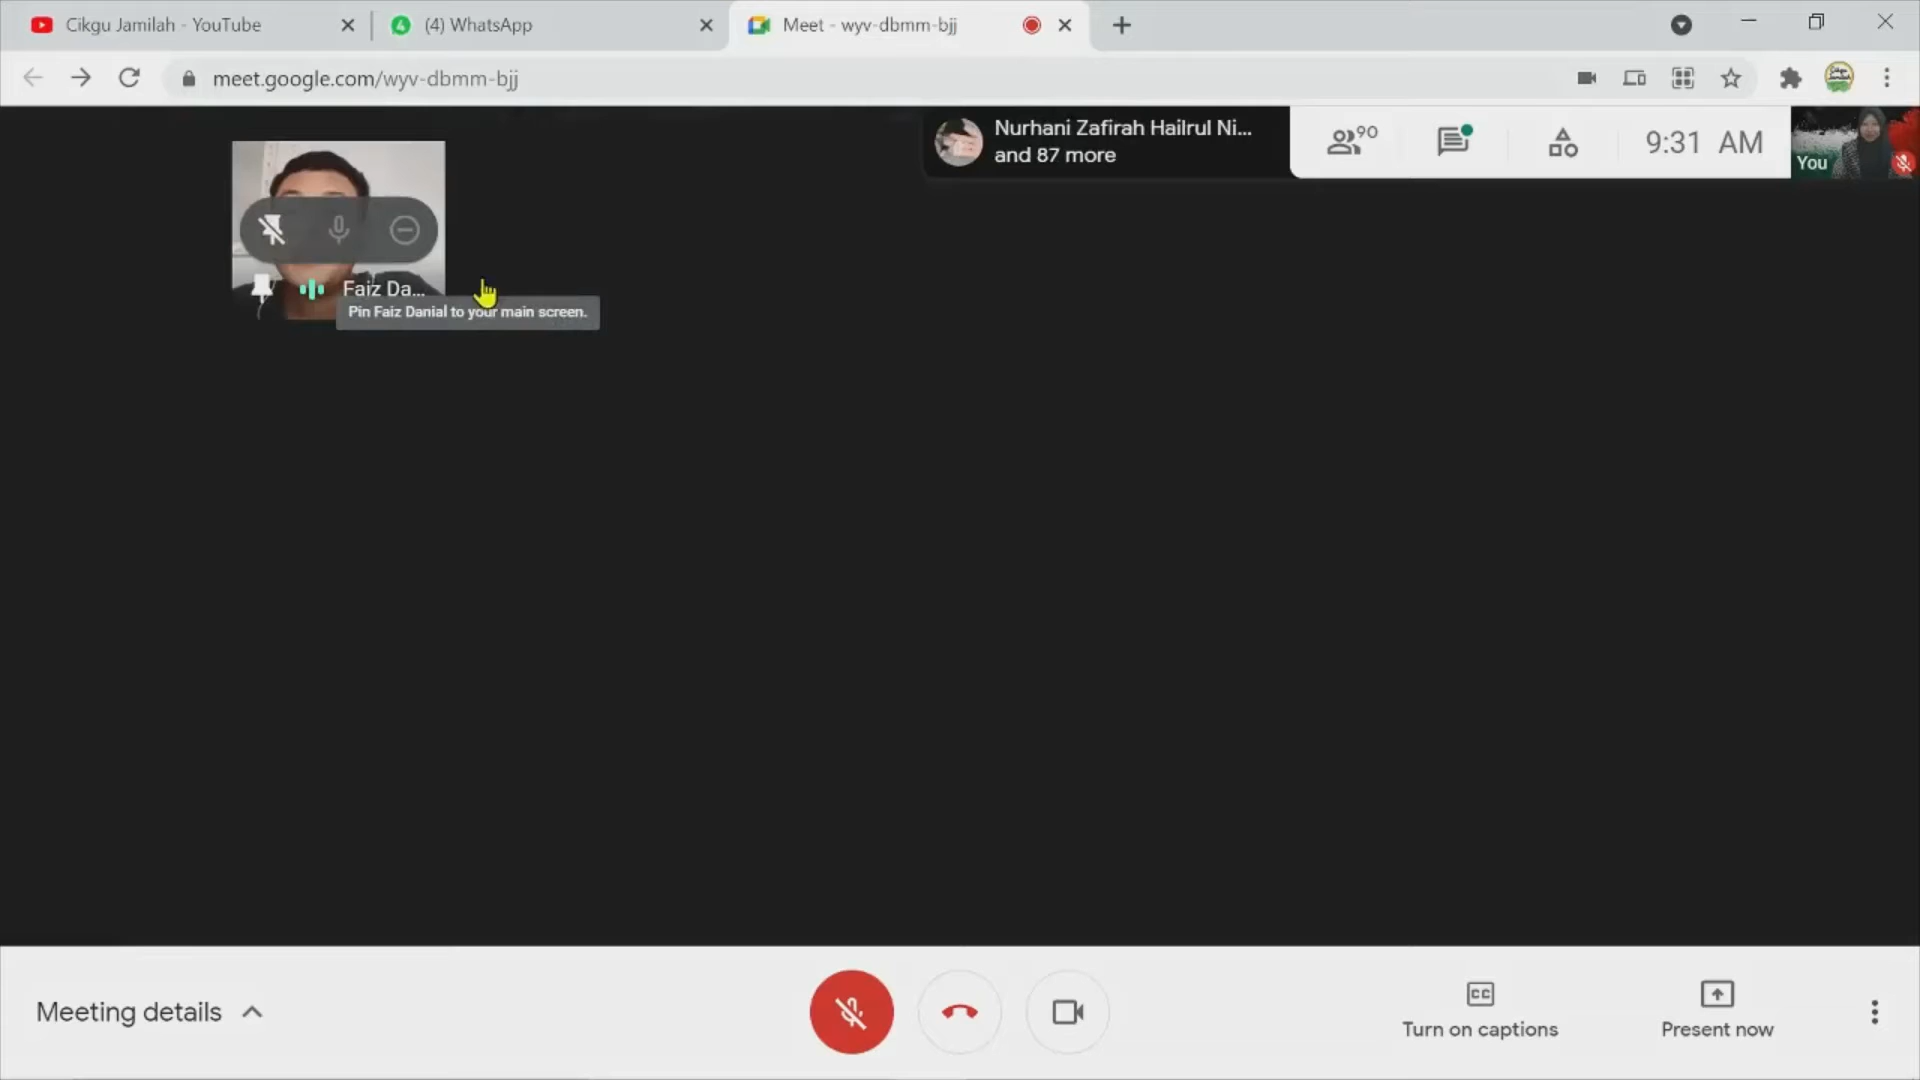 Cikgu Jamilah - YouTube
(4) WhatsApp
Meet - wyv-dbmm-bjj
meet.google.com/wyv-dbmm-bjj
Nurhani Zafirah Hailrul Ni...
and 87 more
90
9:31 AM
You
Faiz Da...
Pin Faiz Danial to your main screen.
Meeting details
Turn on captions
Present now